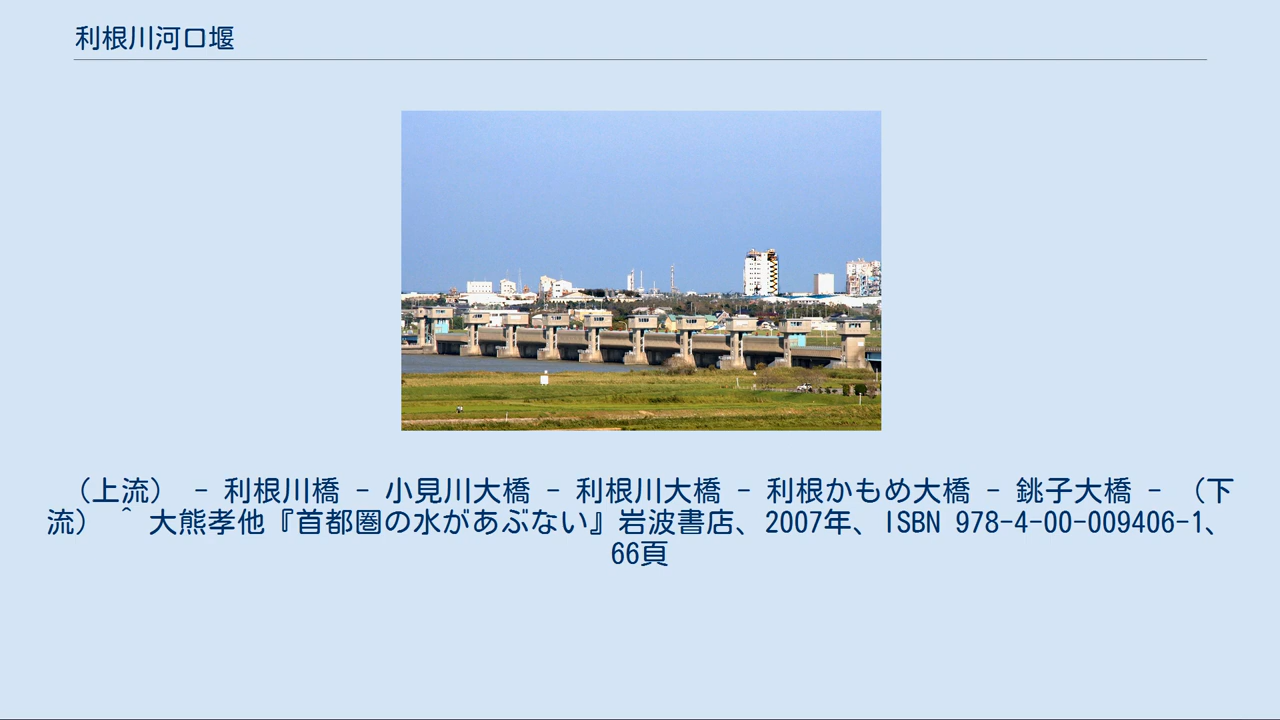 利根川河口堰
（上流） - 利根川橋 - 小見川大橋 - 利根川大橋 - 利根かもめ大橋 - 銚子大橋 - （下
流） ^ 大熊孝他『首都圏の水があぶない』岩波書店、2007年、ISBN 978-4-00-009406-1、
66頁